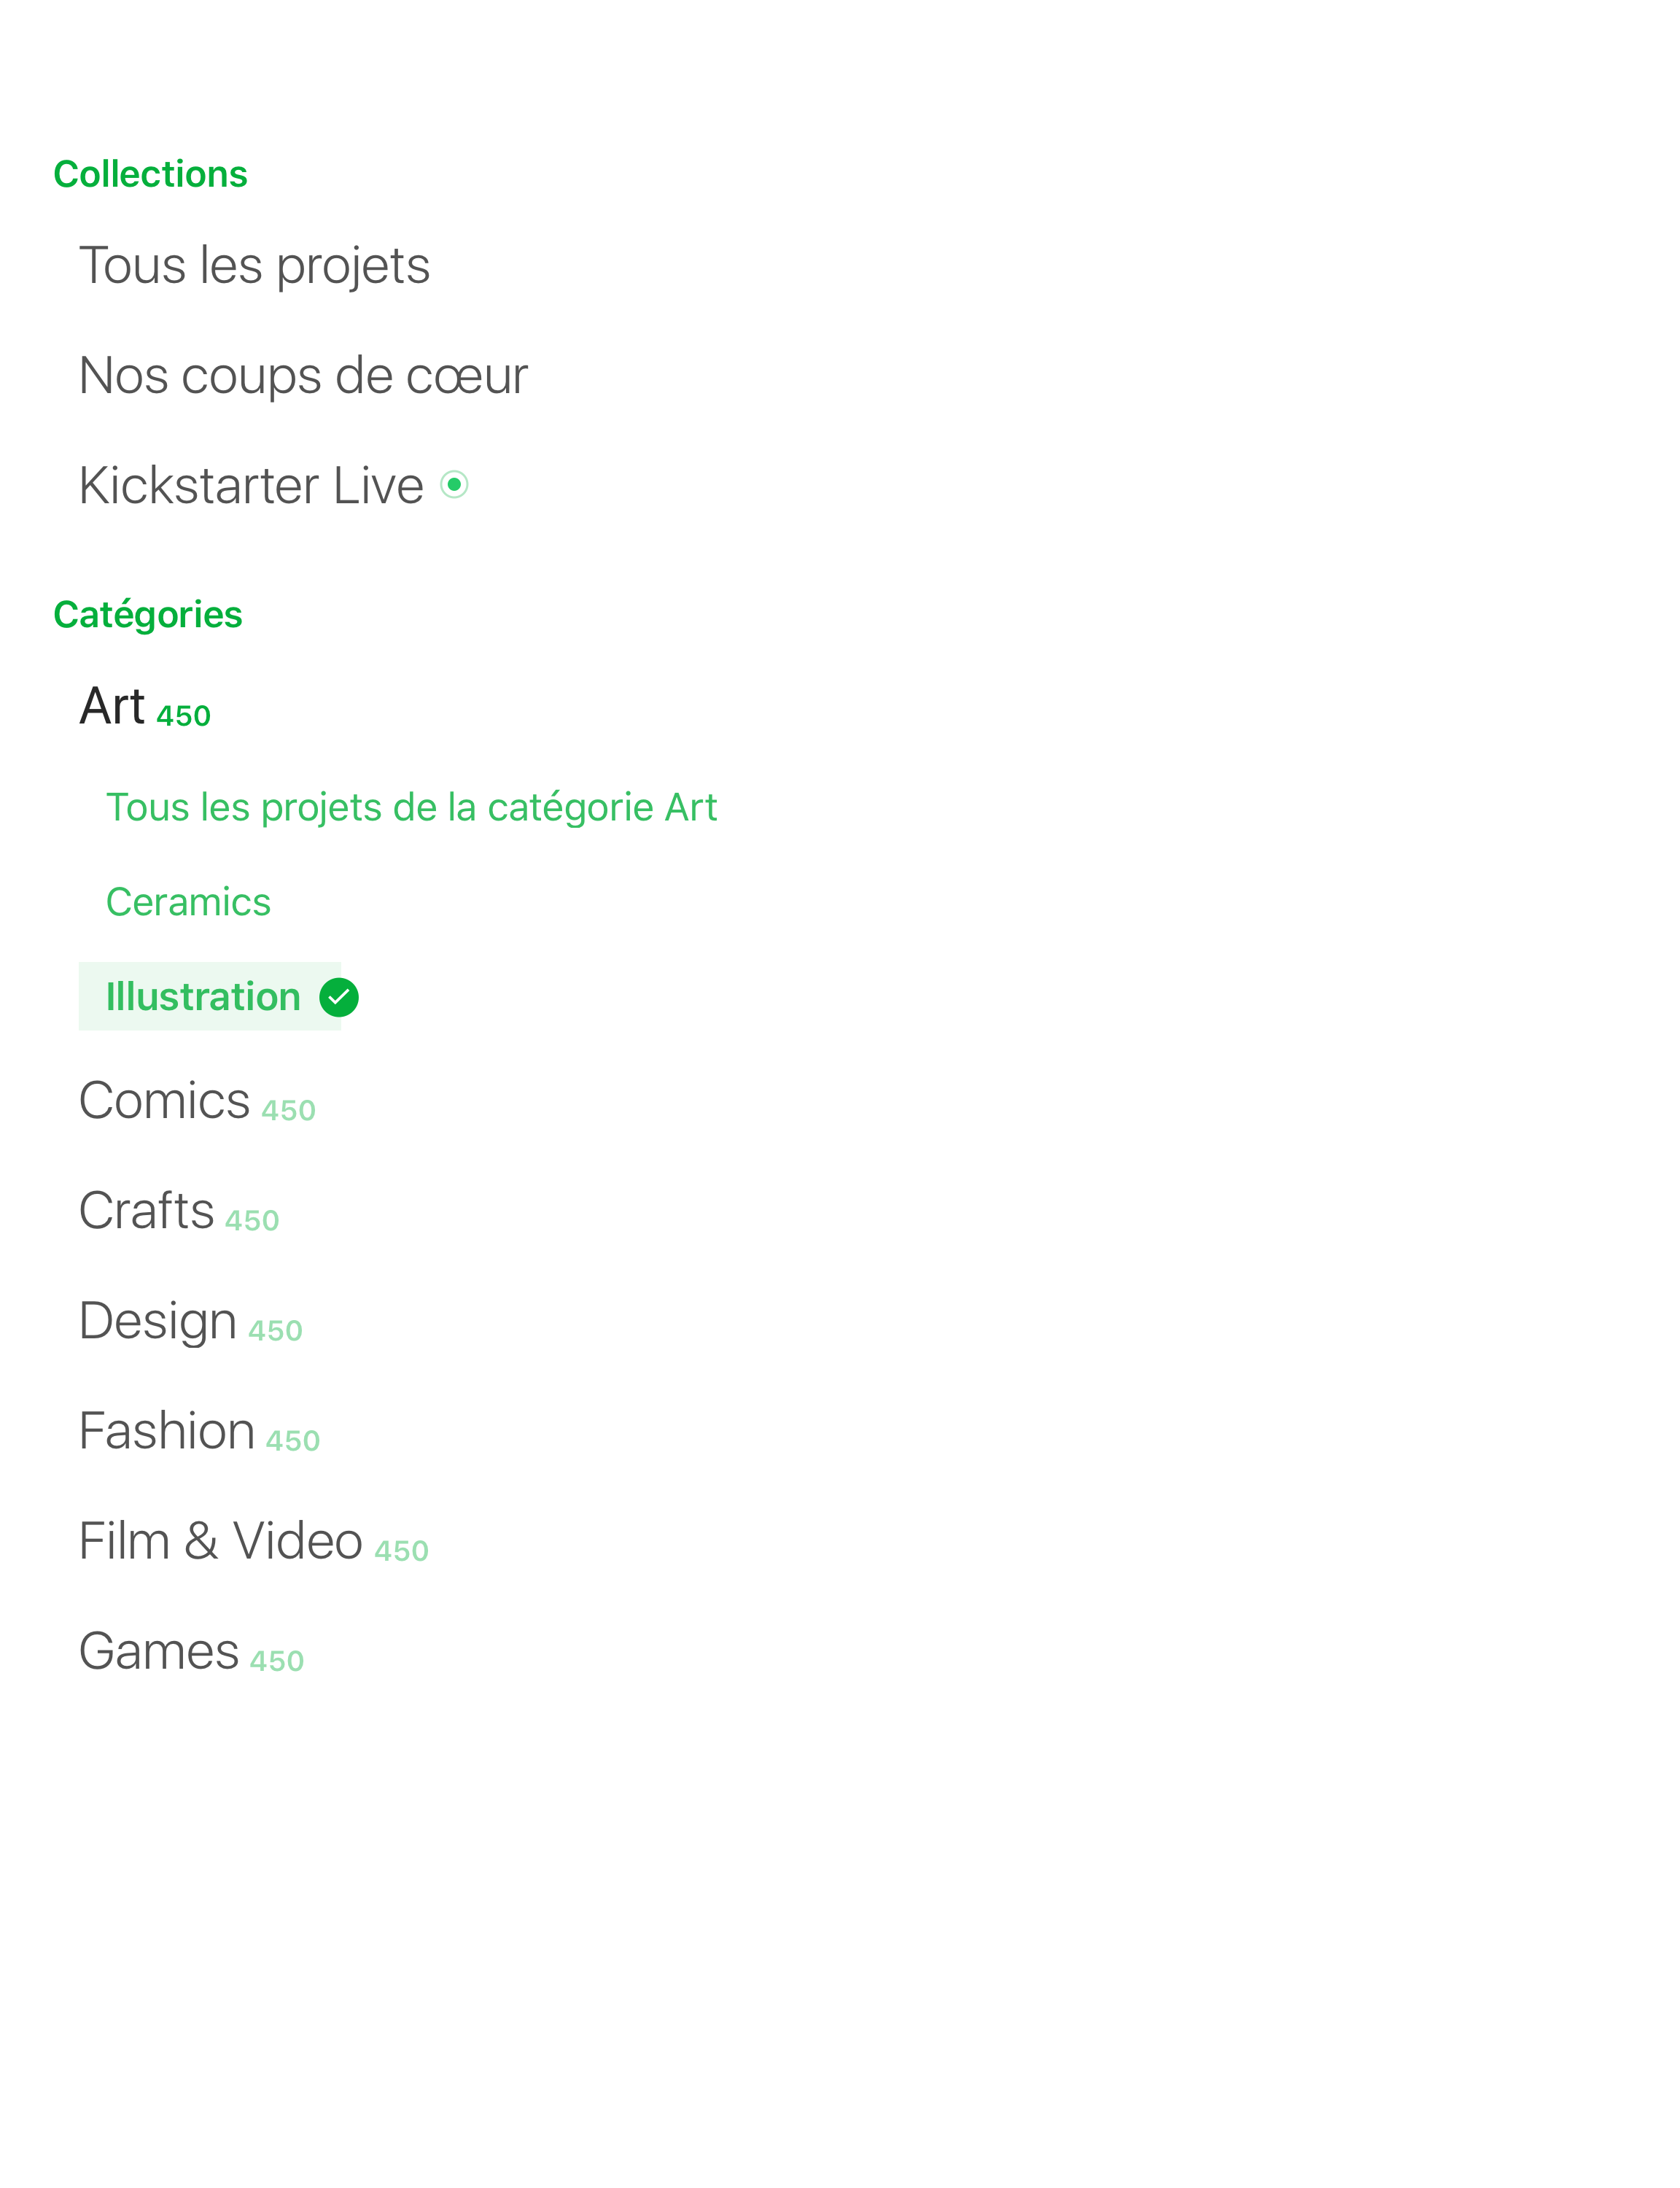 Collections
Tous les projets
Nos coups de cœur
Kickstarter Live
Catégories
Art 450
Tous les projets de la catégorie Art
Ceramics
Illustration
Comics 450
Crafts 450
Design 450
Fashion 450
Film & Video 450
Games 450